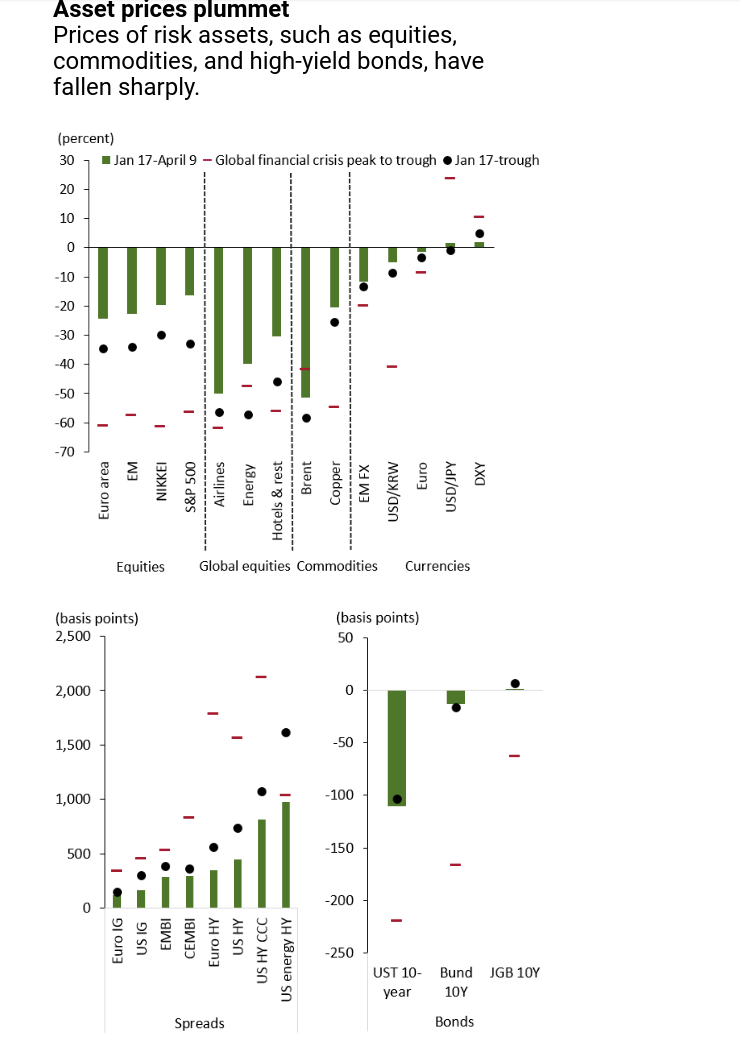 Asset prices plummet
Prices of risk assets, such as equities,
commodities, and high-yield bonds, have
fallen sharply.
(percent)
Jan 17-April 9 Global financial crisis peak to trough Jan 17-trough
30
20
10
0
-10
-20
-30
-40
-50
-60
-70
Euro area
EM
NIKKEI
S&P 500
Airlines
Energy
Hotels & rest
Brent
Copper
EM FX
USD/KRW
Euro
USD/JPY
DXY
Equities Global equities Commodities Currencies
(basis points)
2,500
2,000
1,500
1,000
500
0
Euro IG
US IG
EMBI
CEMBI
Euro HY
US HY
US HY CCC
US energy HY
Spreads
(basis points)
50
0
-50
-100
-150
-200
-250
UST 10-
year
Bund
10Y
JGB 10Y
Bonds